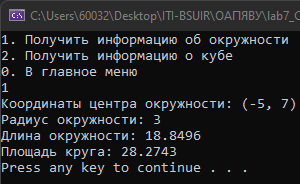 C:\Users\60032\Desktop\ITI-BSUIR\ОАПЯВУ\lab7_C
1. Получить информацию об окружности
2. Получить информацию о кубе
0. В главное меню
1
Координаты центра окружности: (-5, 7)
Радиус окружности: 3
Длина окружности: 18.8496
Площадь круга: 28.2743
Press any key to continue . . .